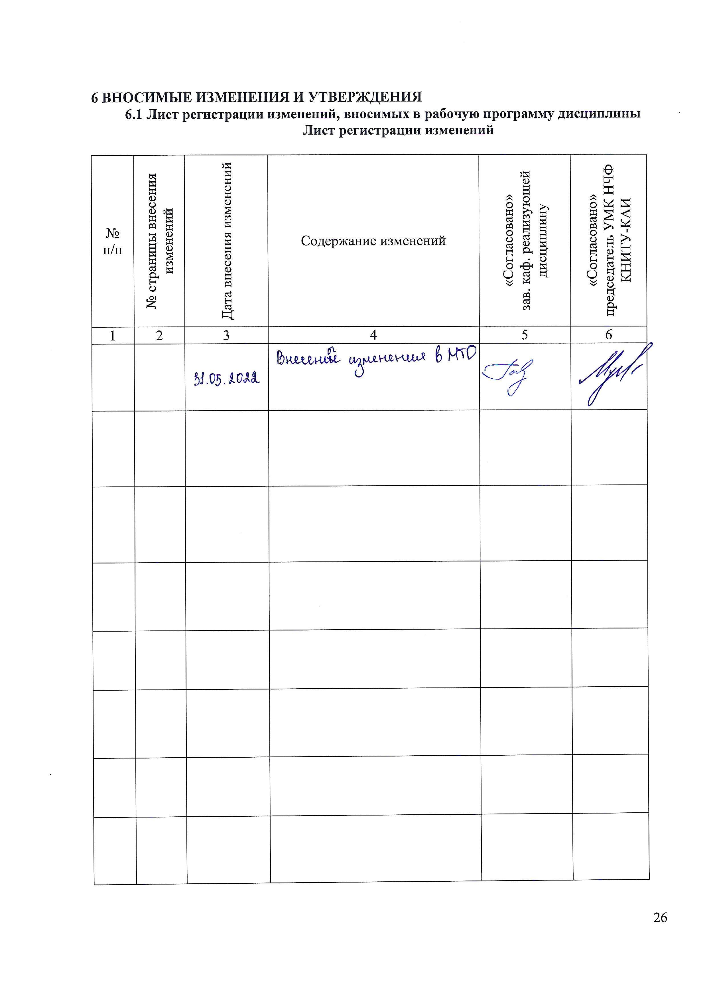 6 ВНОСИМЫЕ ИЗМЕНЕНИЯ И УТВЕРЖДЕНИЯ
6.1 Лист регистрации изменений, вносимых в рабочую программу дисциплины
Лист регистрации изменений
№
п/п
№ страницы внесения
изменений
Дата внесения изменений
Содержание изменений
«Согласовано»
зав. каф. реализующей
дисциплину
«Согласовано»
председатель УМК НЧФ
КНИТУ-КАИ
1 2 3 4 5 6
31.05.2022
Внесены изменения в МТО
26